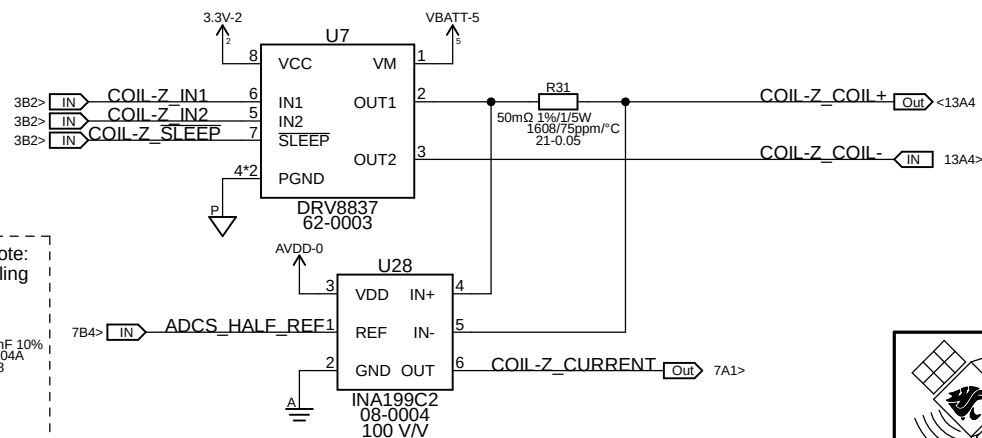 3.3V-2
2
VBATT-5
5
U7
8 VCC VM 1
3B2> IN COIL-Z_IN1 6 IN1 OUT1 2
R31
COIL-Z_COIL+ Out <13A4
3B2> IN COIL-Z_IN2 5 IN2
50mΩ 1%/1/5W
1608/75ppm/°C
21-0.05
3B2> IN COIL-Z_SLEEP 7 SLEEP
OUT2 3 COIL-Z_COIL- IN 13A4>
4*2 PGND
P
DRV8837
62-0003
ote:
ling
AVDD-0
U28
3 VDD IN+ 4
7B4> IN ADCS_HALF_REF 1 REF IN- 5
nF 10%
04A
2 GND OUT 6 COIL-Z_CURRENT Out 7A1>
A
INA199C2
08-0004
100 V/V